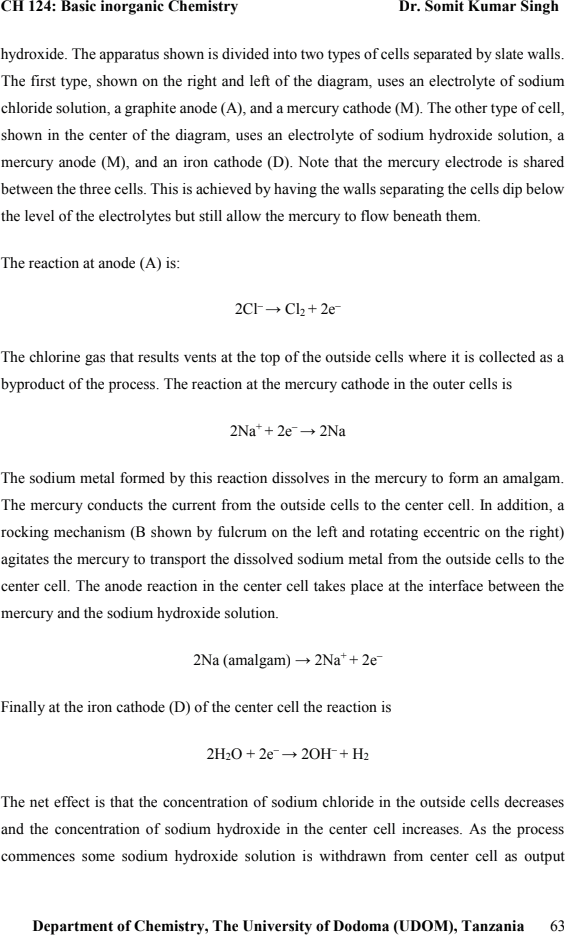 CH 124: Basic inorganic Chemistry Dr. Somit Kumar Singh
hydroxide. The apparatus shown is divided into two types of cells separated by slate walls.
The first type, shown on the right and left of the diagram, uses an electrolyte of sodium
chloride solution, a graphite anode (A), and a mercury cathode (M). The other type of cell,
shown in the center of the diagram, uses an electrolyte of sodium hydroxide solution, a
mercury anode (M), and an iron cathode (D). Note that the mercury electrode is shared
between the three cells. This is achieved by having the walls separating the cells dip below
the level of the electrolytes but still allow the mercury to flow beneath them.
The reaction at anode (A) is:
2Cl⁻ → Cl₂ + 2e⁻
The chlorine gas that results vents at the top of the outside cells where it is collected as a
byproduct of the process. The reaction at the mercury cathode in the outer cells is
2Na⁺ + 2e⁻ → 2Na
The sodium metal formed by this reaction dissolves in the mercury to form an amalgam.
The mercury conducts the current from the outside cells to the center cell. In addition, a
rocking mechanism (B shown by fulcrum on the left and rotating eccentric on the right)
agitates the mercury to transport the dissolved sodium metal from the outside cells to the
center cell. The anode reaction in the center cell takes place at the interface between the
mercury and the sodium hydroxide solution.
2Na (amalgam) → 2Na⁺ + 2e⁻
Finally at the iron cathode (D) of the center cell the reaction is
2H₂O + 2e⁻ → 2OH⁻ + H₂
The net effect is that the concentration of sodium chloride in the outside cells decreases
and the concentration of sodium hydroxide in the center cell increases. As the process
commences some sodium hydroxide solution is withdrawn from center cell as output
Department of Chemistry, The University of Dodoma (UDOM), Tanzania 63